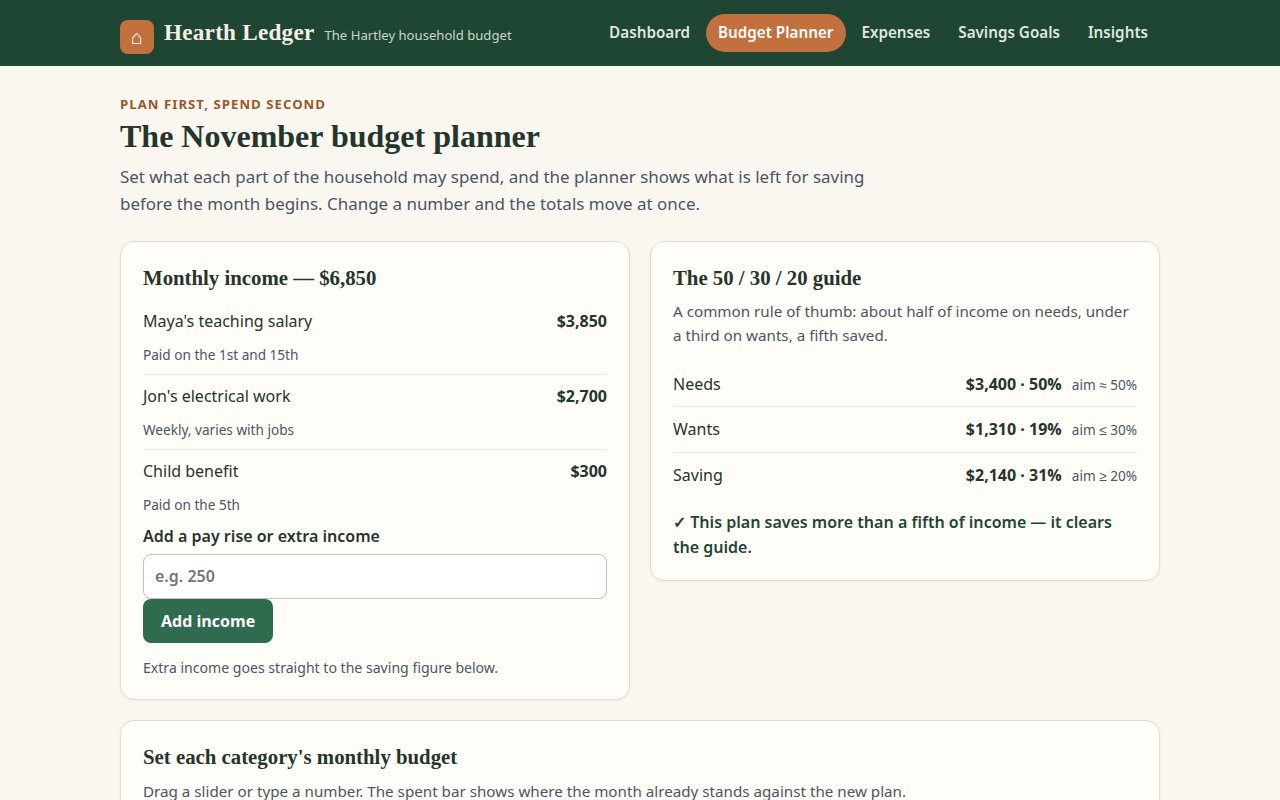 Hearth Ledger The Hartley household budget Dashboard Budget Planner Expenses Savings Goals Insights
PLAN FIRST, SPEND SECOND
The November budget planner
Set what each part of the household may spend, and the planner shows what is left for saving
before the month begins. Change a number and the totals move at once.
Monthly income — $6,850
Maya's teaching salary $3,850
Paid on the 1st and 15th
Jon's electrical work $2,700
Weekly, varies with jobs
Child benefit $300
Paid on the 5th
Add a pay rise or extra income
e.g. 250
Add income
Extra income goes straight to the saving figure below.
The 50 / 30 / 20 guide
A common rule of thumb: about half of income on needs, under
a third on wants, a fifth saved.
Needs $3,400 · 50% aim ≈ 50%
Wants $1,310 · 19% aim ≤ 30%
Saving $2,140 · 31% aim ≥ 20%
✓ This plan saves more than a fifth of income — it clears
the guide.
Set each category's monthly budget
Drag a slider or type a number. The spent bar shows where the month already stands against the new plan.